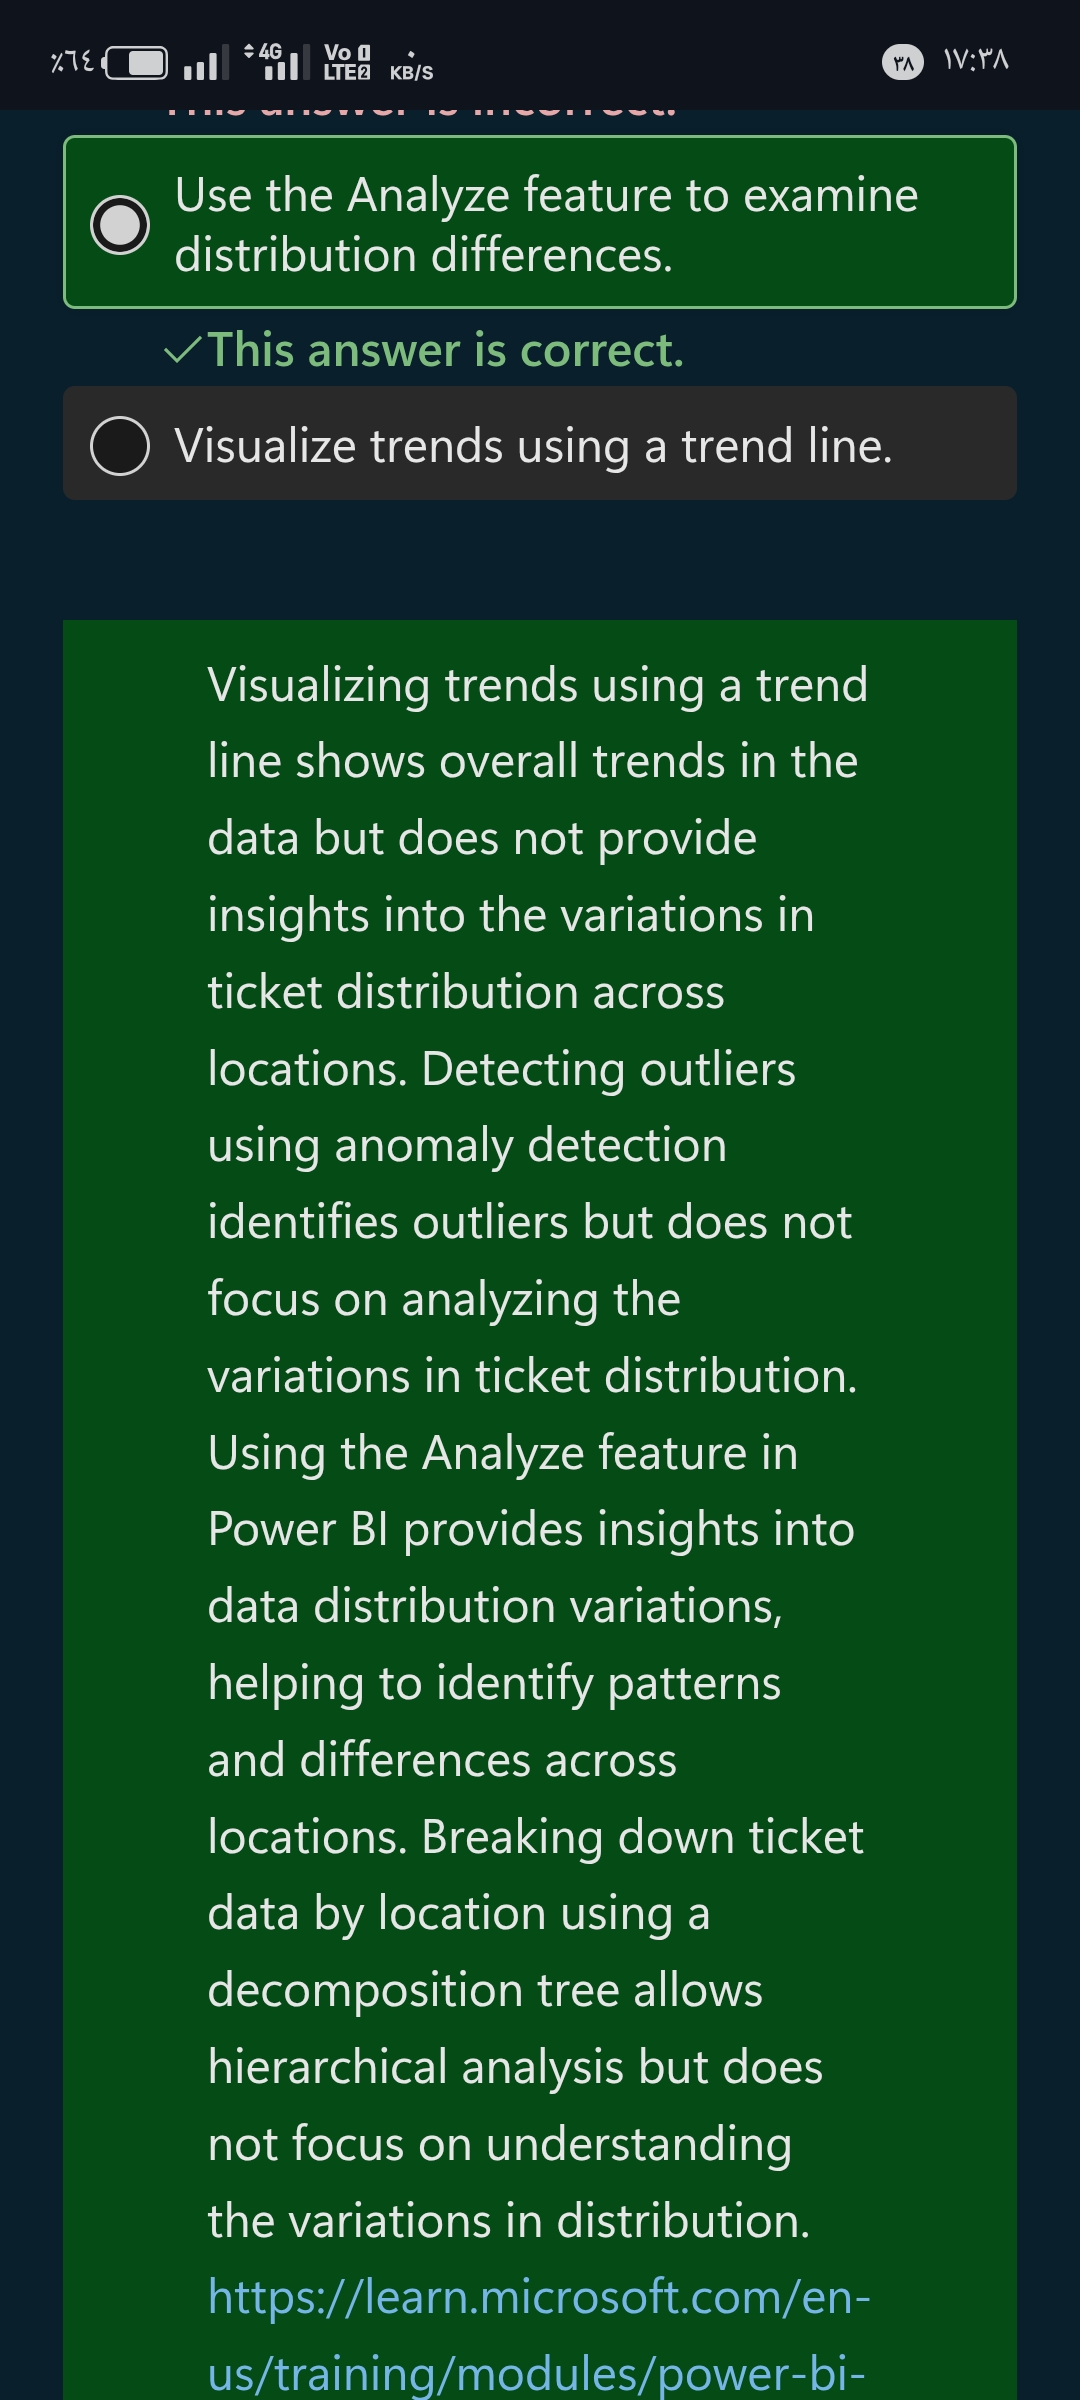 ٪٦٤ 4G Vo 1 LTE 2 KB/S ٣٨ ١٧:٣٨
This answer is incorrect.
Use the Analyze feature to examine
distribution differences.
This answer is correct.
Visualize trends using a trend line.
Visualizing trends using a trend
line shows overall trends in the
data but does not provide
insights into the variations in
ticket distribution across
locations. Detecting outliers
using anomaly detection
identifies outliers but does not
focus on analyzing the
variations in ticket distribution.
Using the Analyze feature in
Power BI provides insights into
data distribution variations,
helping to identify patterns
and differences across
locations. Breaking down ticket
data by location using a
decomposition tree allows
hierarchical analysis but does
not focus on understanding
the variations in distribution.
https://learn.microsoft.com/en-
us/training/modules/power-bi-